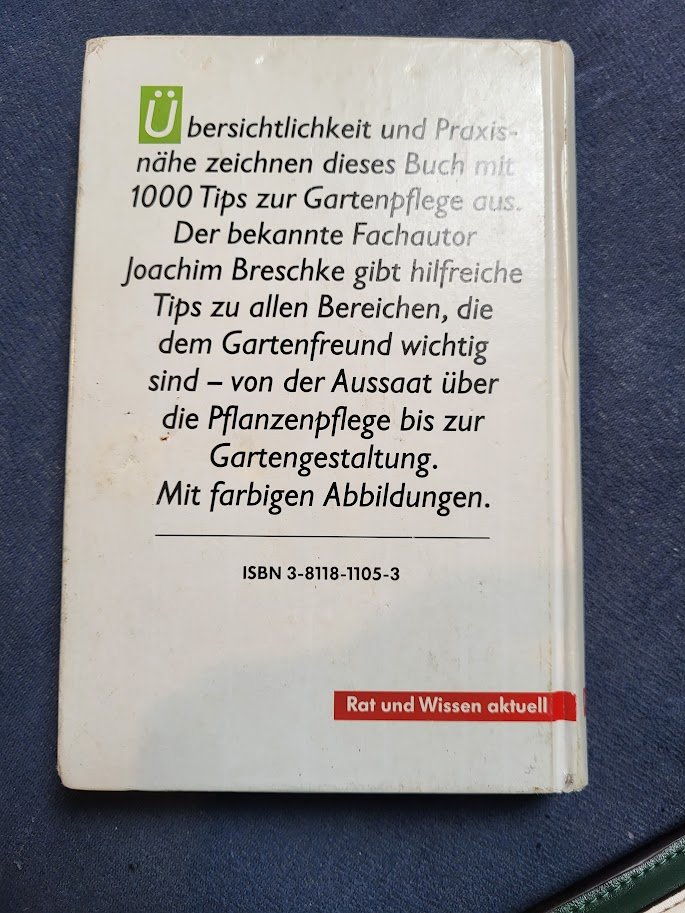 Übersichtlichkeit und Praxis-
nähe zeichnen dieses Buch mit
1000 Tips zur Gartenpflege aus.
Der bekannte Fachautor
Joachim Breschke gibt hilfreiche
Tips zu allen Bereichen, die
dem Gartenfreund wichtig
sind – von der Aussaat über
die Pflanzenpflege bis zur
Gartengestaltung.
Mit farbigen Abbildungen.
ISBN 3-8118-1105-3
Rat und Wissen aktuell